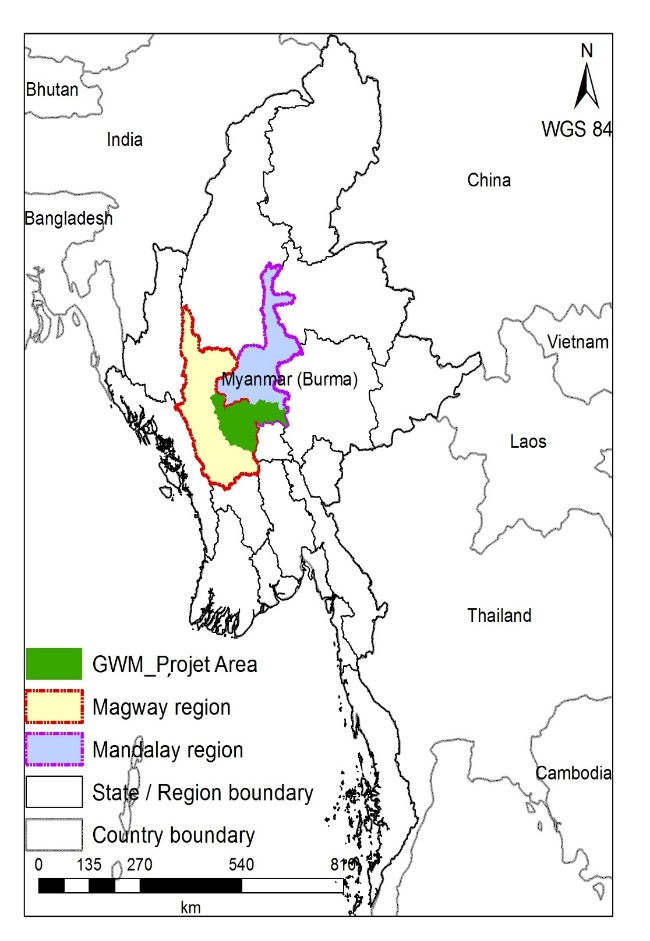 N
Bhutan
WGS 84
India
China
Bangladesh
Vietnam
Myanmar (Burma)
Laos
Thailand
GWM_Projet Area
Magway region
Mandalay region
Cambodia
State / Region boundary
Country boundary
0 135 270 540 810
km